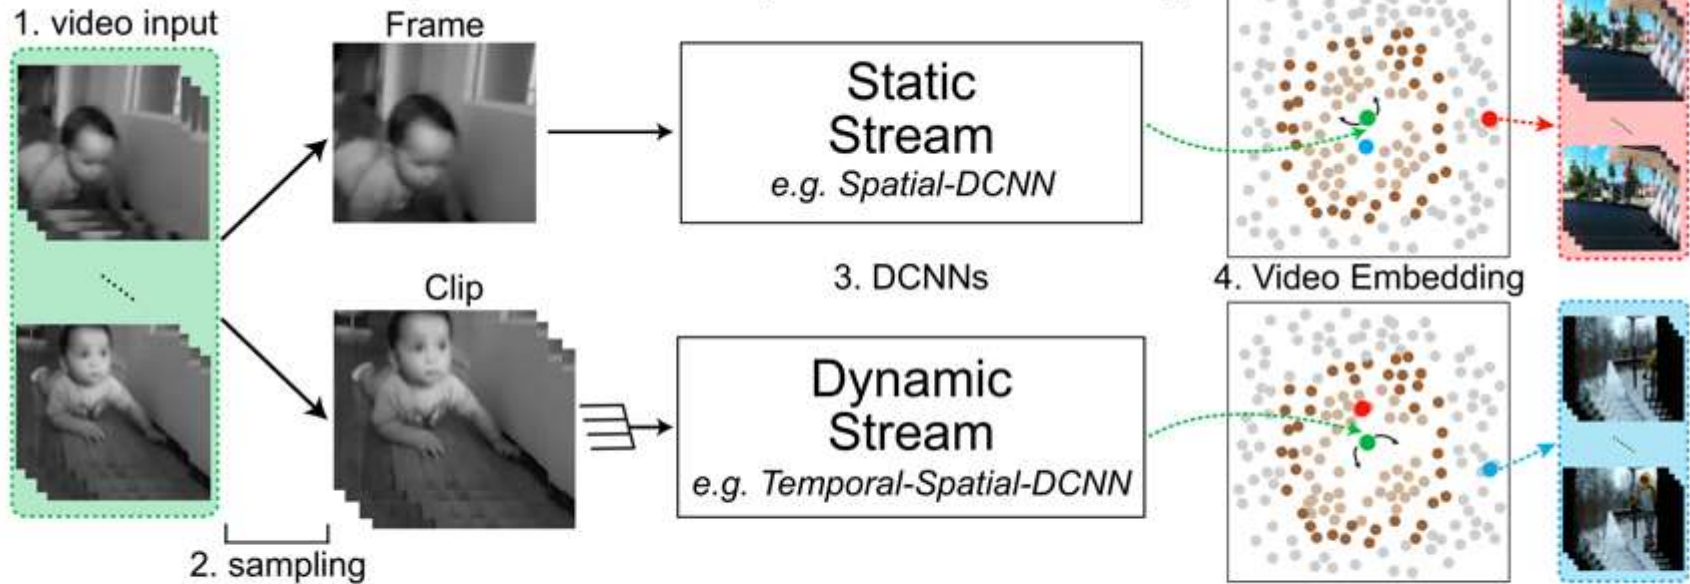 1. video input
Frame
Static
Stream
e.g. Spatial-DCNN
Clip
3. DCNNs
4. Video Embedding
Dynamic
Stream
e.g. Temporal-Spatial-DCNN
2. sampling